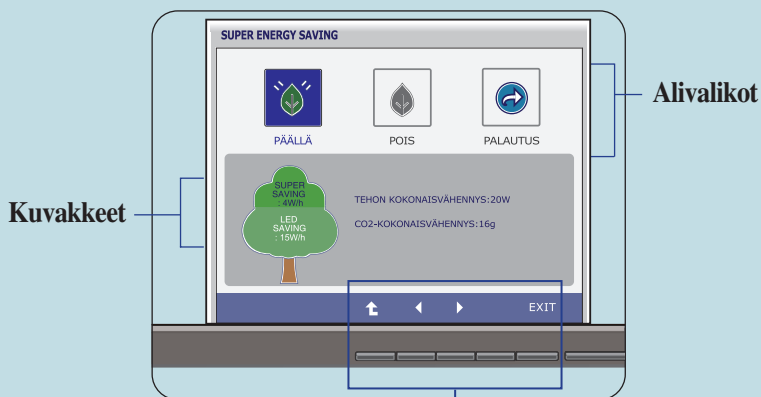 SUPER ENERGY SAVING
PÄÄLLÄ
POIS
PALAUTUS
Alivalikot
Kuvakkeet
SUPER
SAVING
: 4W/h
LED
SAVING
: 15W/h
TEHON KOKONAISVÄHENNYS:20W
CO2-KOKONAISVÄHENNYS:16g
EXIT